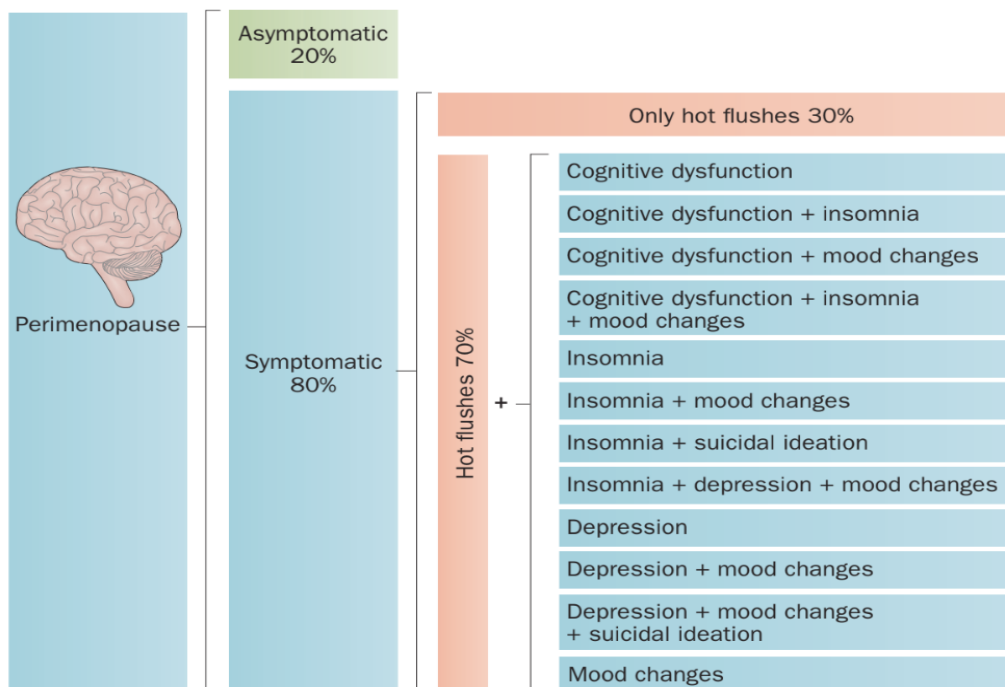 Asymptomatic
20%
Only hot flushes 30%
Perimenopause
Symptomatic
80%
Hot flushes 70%
+
Cognitive dysfunction
Cognitive dysfunction + insomnia
Cognitive dysfunction + mood changes
Cognitive dysfunction + insomnia
+ mood changes
Insomnia
Insomnia + mood changes
Insomnia + suicidal ideation
Insomnia + depression + mood changes
Depression
Depression + mood changes
Depression + mood changes
+ suicidal ideation
Mood changes